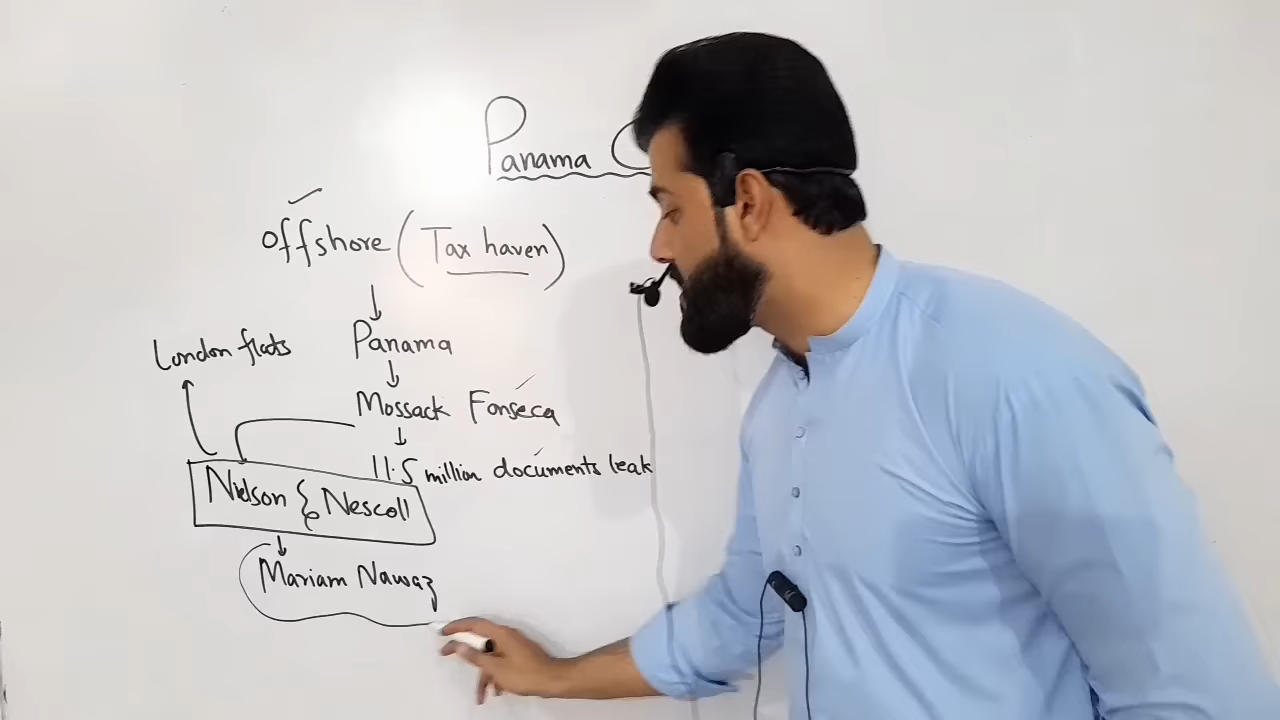 Panama
offshore (Tax haven)
Panama
London flats
Mossack Fonseca
11.5 million documents leak
Nielson & Nescoll
Mariam Nawaz